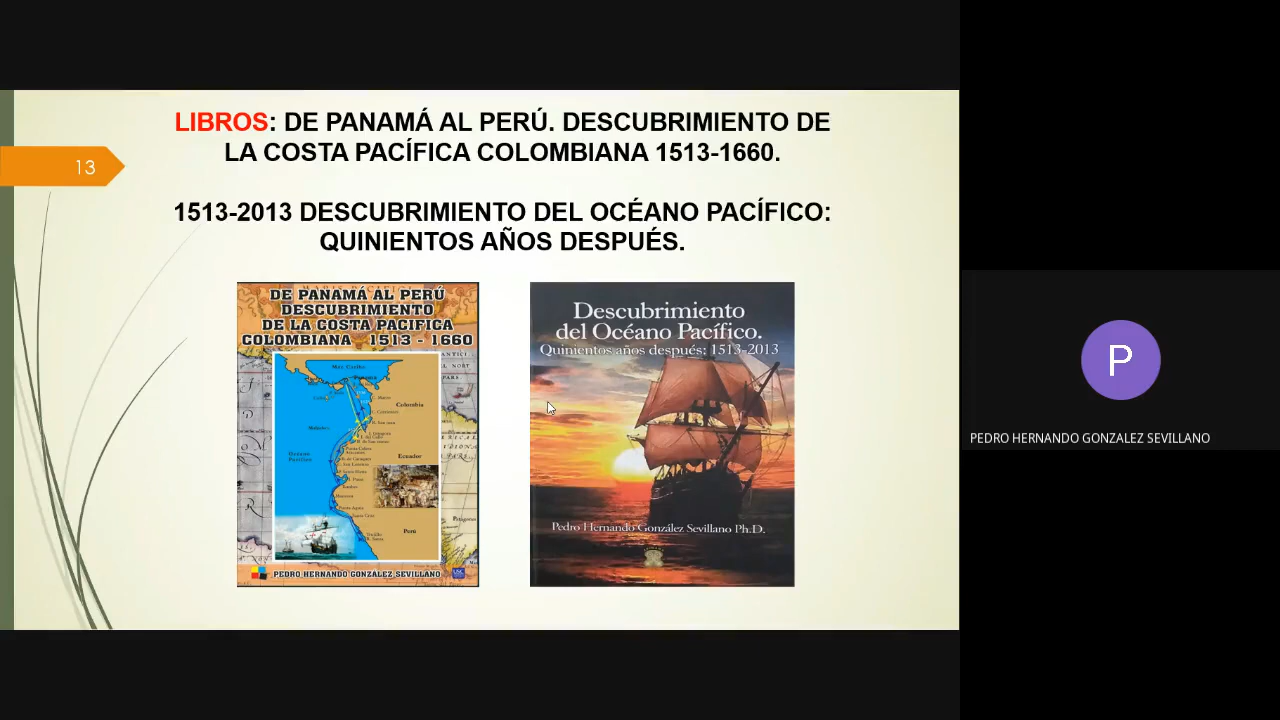 LIBROS: DE PANAMÁ AL PERÚ. DESCUBRIMIENTO DE
LA COSTA PACÍFICA COLOMBIANA 1513-1660.
13
1513-2013 DESCUBRIMIENTO DEL OCÉANO PACÍFICO:
QUINIENTOS AÑOS DESPUÉS.
DE PANAMÁ AL PERÚ
DESCUBRIMIENTO
DE LA COSTA PACIFICA
COLOMBIANA 1513 - 1660
Mar Caribe
Panamá
Colombia
Ecuador
Perú
PEDRO HERNANDO GONZALEZ SEVILLANO
Descubrimiento
del Océano Pacífico.
Quinientos años después: 1513-2013
Pedro Hernando González Sevillano Ph.D.
P
PEDRO HERNANDO GONZALEZ SEVILLANO